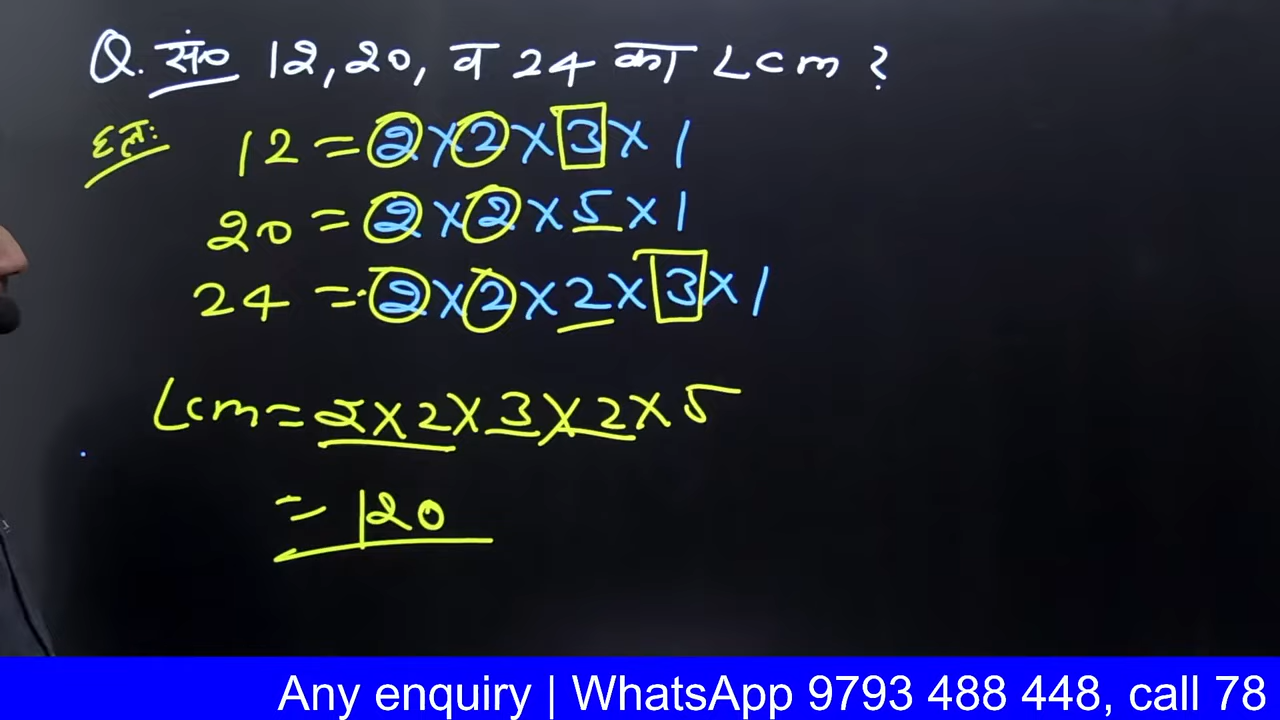 Q. सं० 12, 20, व 24 का Lcm ?
हलः
12 = 2×2×3×1
20 = 2×2×5×1
24 = 2×2×2×3×1
Lcm = 2×2×3×2×5
= 120
Any enquiry | WhatsApp 9793 488 448, call 78